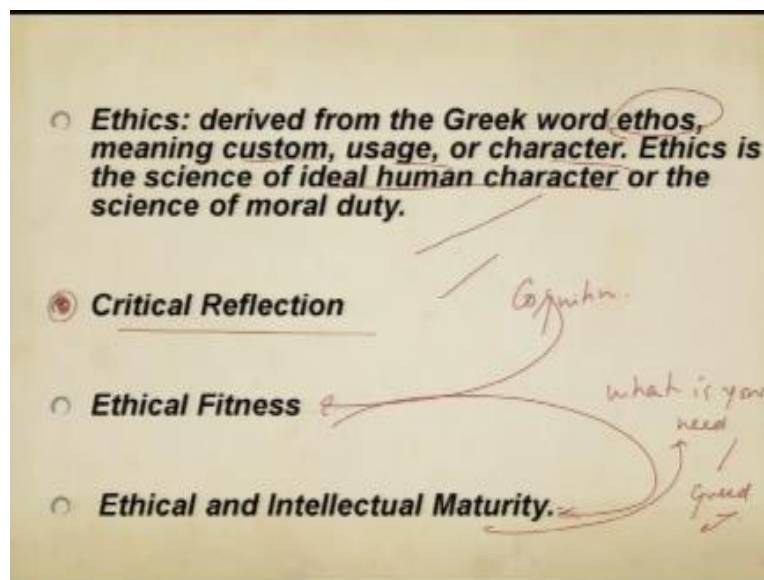 Ethics: derived from the Greek word ethos,
meaning custom, usage, or character. Ethics is
the science of ideal human character or the
science of moral duty.
Critical Reflection
Cognition.
Ethical Fitness
what is your
need
Greed
Ethical and Intellectual Maturity.